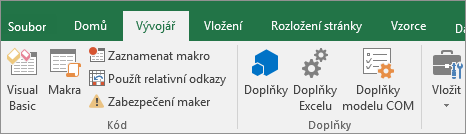 Soubor Domů Vývojář Vložení Rozložení stránky Vzorce
Visual Basic
Makra
Zaznamenat makro
Použít relativní odkazy
Zabezpečení maker
Kód
Doplňky
Doplňky Excelu
Doplňky modelu COM
Doplňky
Vložit